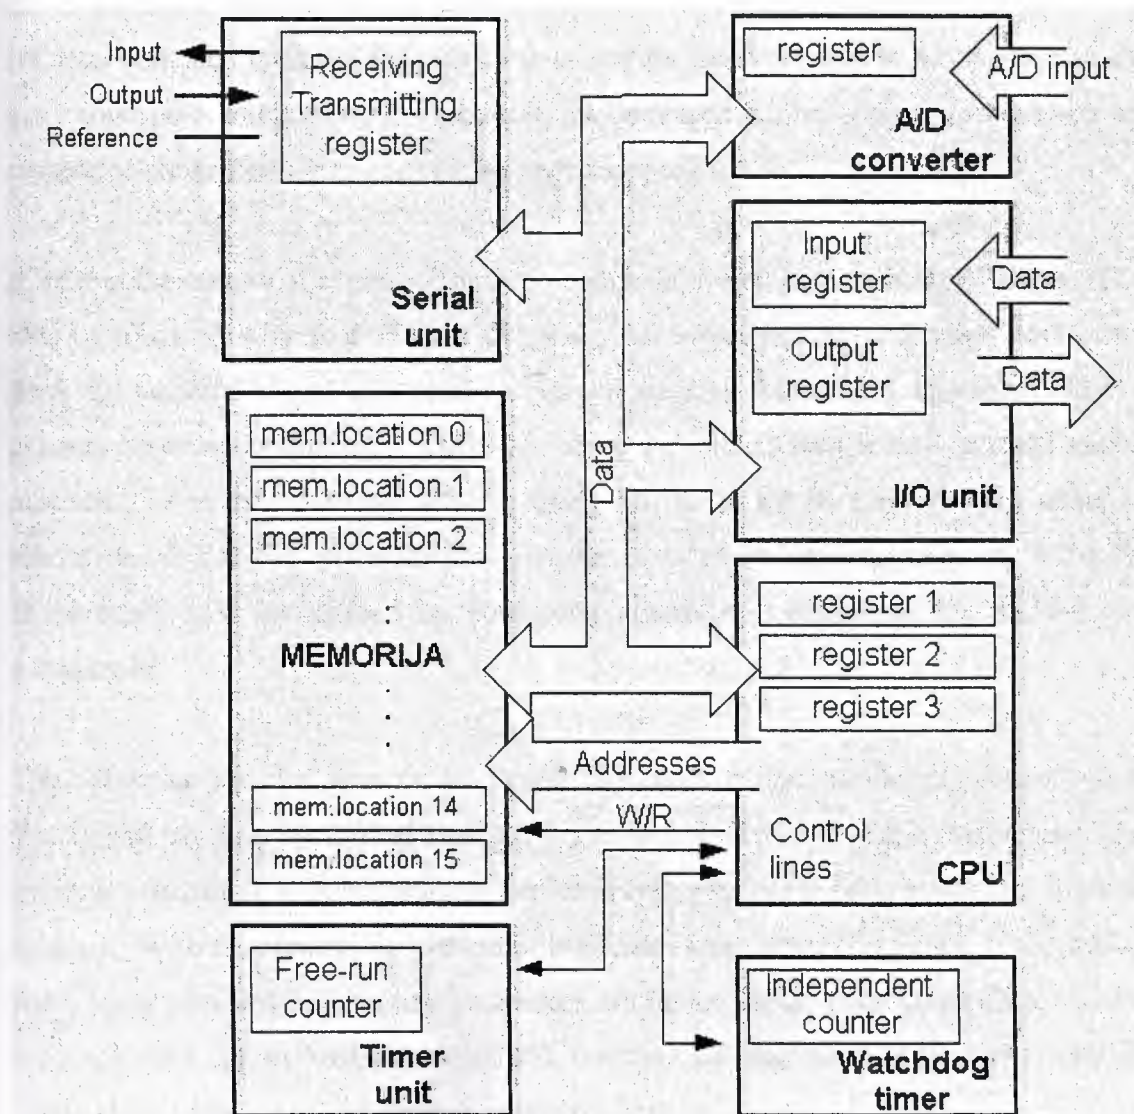 Input
Output
Reference
Receiving
Transmitting
register
Serial
unit
register
A/D input
A/D
converter
Input
register
Output
register
Data
Data
I/O unit
Data
mem.location 0
mem.location 1
mem.location 2
MEMORIJA
mem.location 14
mem.location 15
register 1
register 2
register 3
Addresses
W/R
Control
lines
CPU
Free-run
counter
Timer
unit
Independent
counter
Watchdog
timer